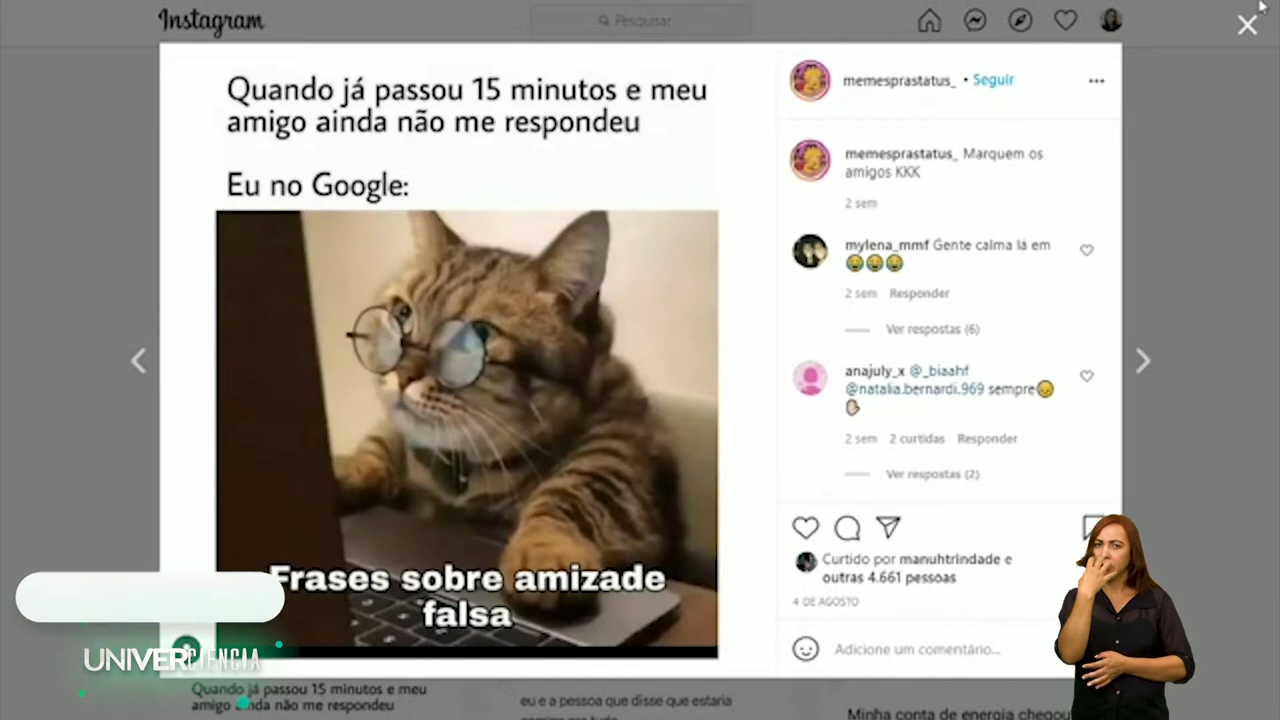 Instagram
Pesquisar
Quando já passou 15 minutos e meu
amigo ainda não me respondeu
Eu no Google:
Frases sobre amizade
falsa
memesprastatus_ • Seguir
memesprastatus_ Marquem os
amigos KKK
2 sem
mylena_mmf Gente calma lá em
😂😂😂
2 sem Responder
Ver respostas (6)
anajuly_x @_biaahf
@natalia.bernardi.969 sempre
2 sem 2 curtidas Responder
Ver respostas (2)
Curtido por manuhtrindade e
outras 4.661 pessoas
4 DE AGOSTO
Adicione um comentário...
UNIVERCIÊNCIA
Quando já passou 15 minutos e meu
amigo ainda não me respondeu
eu e a pessoa que disse que estaria
Minha conta de energia chegou